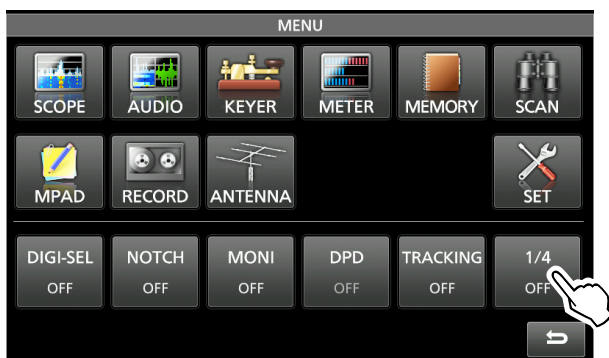 MENU
SCOPE AUDIO KEYER METER MEMORY SCAN
MPAD RECORD ANTENNA SET
DIGI-SEL NOTCH MONI DPD TRACKING 1/4
OFF OFF OFF OFF OFF OFF